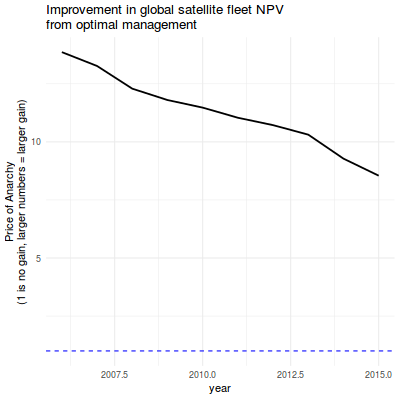 Improvement in global satellite fleet NPV
from optimal management
Price of Anarchy
(1 is no gain, larger numbers = larger gain)
10
5
2007.5 2010.0 2012.5 2015.0
year